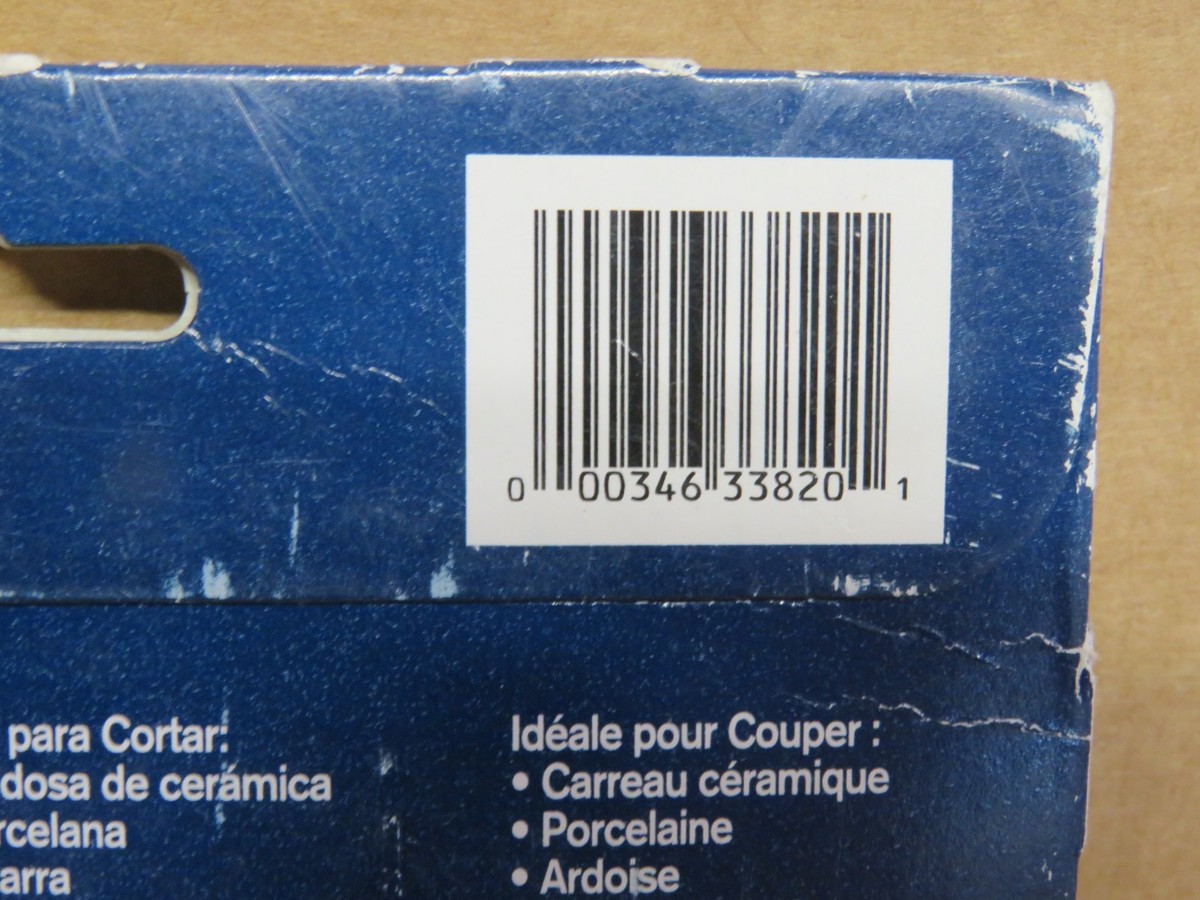 0 00346 33820 1
para Cortar:
dosa de cerámica
rcelana
arra
Idéale pour Couper :
• Carreau céramique
• Porcelaine
• Ardoise